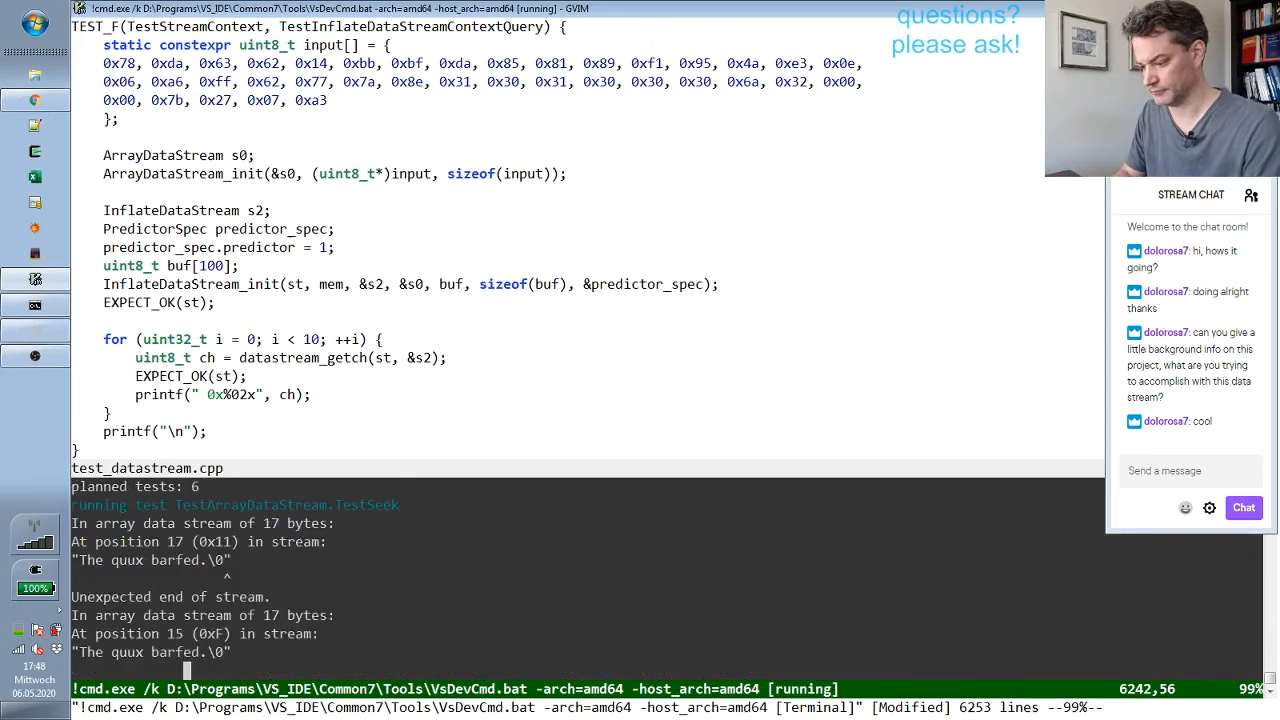 !cmd.exe /k D:\Programs\VS_IDE\Common7\Tools\VsDevCmd.bat -arch=amd64 -host_arch=amd64 [running] - GVIM
questions?
please ask!
TEST_F(TestStreamContext, TestInflateDataStreamContextQuery) {
static constexpr uint8_t input[] = {
0x78, 0xda, 0x63, 0x62, 0x14, 0xbb, 0xbf, 0xda, 0x85, 0x81, 0x89, 0xf1, 0x95, 0x4a, 0xe3, 0x0e,
0x06, 0xa6, 0xff, 0x62, 0x77, 0x7a, 0x8e, 0x31, 0x30, 0x31, 0x30, 0x30, 0x30, 0x6a, 0x32, 0x00,
0x00, 0x7b, 0x27, 0x07, 0xa3
};
ArrayDataStream s0;
ArrayDataStream_init(&s0, (uint8_t*)input, sizeof(input));
InflateDataStream s2;
PredictorSpec predictor_spec;
predictor_spec.predictor = 1;
uint8_t buf[100];
InflateDataStream_init(st, mem, &s2, &s0, buf, sizeof(buf), &predictor_spec);
EXPECT_OK(st);
for (uint32_t i = 0; i < 10; ++i) {
uint8_t ch = datastream_getch(st, &s2);
EXPECT_OK(st);
printf(" 0x%02x", ch);
}
printf("\n");
}
test_datastream.cpp
planned tests: 6
running test TestArrayDataStream.TestSeek
In array data stream of 17 bytes:
At position 17 (0x11) in stream:
"The quux barfed.\0"
^
Unexpected end of stream.
In array data stream of 17 bytes:
At position 15 (0xF) in stream:
"The quux barfed.\0"
!cmd.exe /k D:\Programs\VS_IDE\Common7\Tools\VsDevCmd.bat -arch=amd64 -host_arch=amd64 [running] 6242,56 99%
"!cmd.exe /k D:\Programs\VS_IDE\Common7\Tools\VsDevCmd.bat -arch=amd64 -host_arch=amd64 [Terminal]" [Modified] 6253 lines --99%--
STREAM CHAT
Welcome to the chat room!
dolorosa7: hi, hows it
going?
dolorosa7: doing alright
thanks
dolorosa7: can you give a
little background info on this
project, what are you trying
to accomplish with this data
stream?
dolorosa7: cool
Send a message
Chat
100%
17:48
Mittwoch
06.05.2020